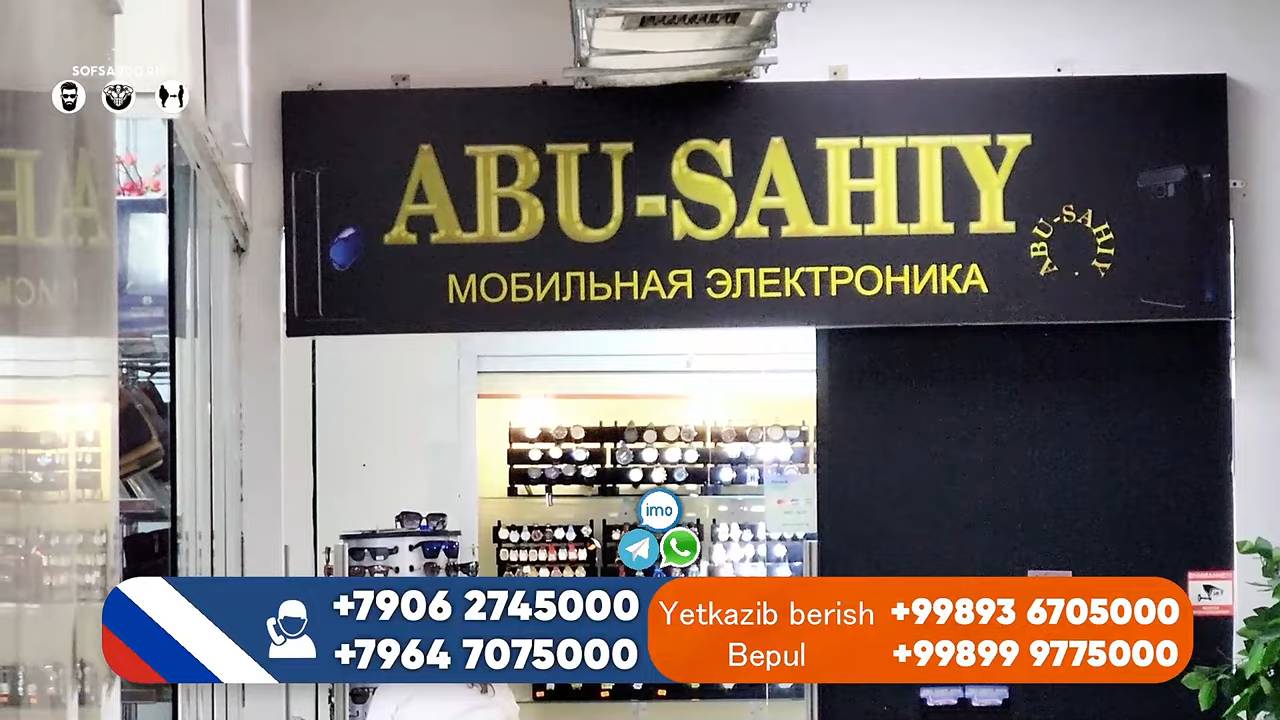 ABU-SAHIY
МОБИЛЬНАЯ ЭЛЕКТРОНИКА
ABU-SAHIY
imo
+7906 2745000
+7964 7075000
Yetkazib berish +99893 6705000
Bepul +99899 9775000